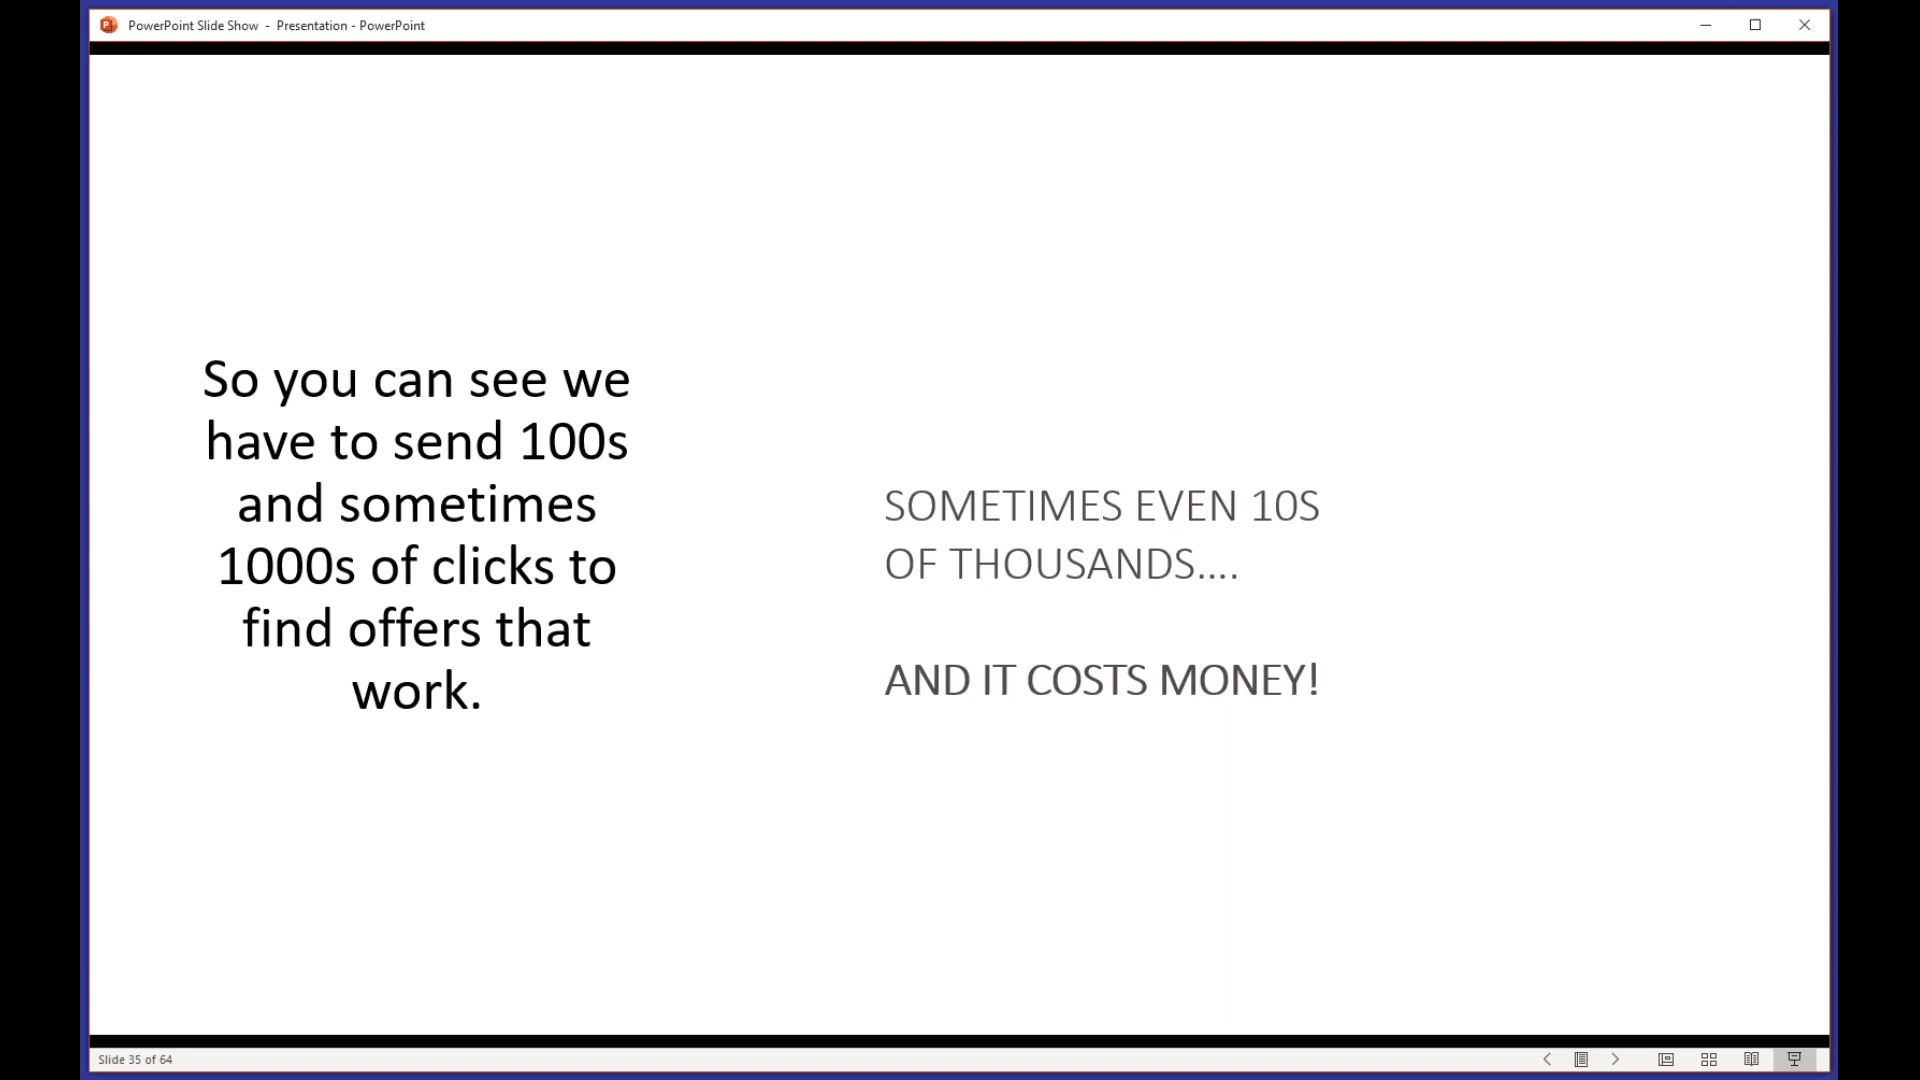 PowerPoint Slide Show - Presentation - PowerPoint
So you can see we
have to send 100s
and sometimes
1000s of clicks to
find offers that
work.
SOMETIMES EVEN 10S
OF THOUSANDS....
AND IT COSTS MONEY!
Slide 35 of 64